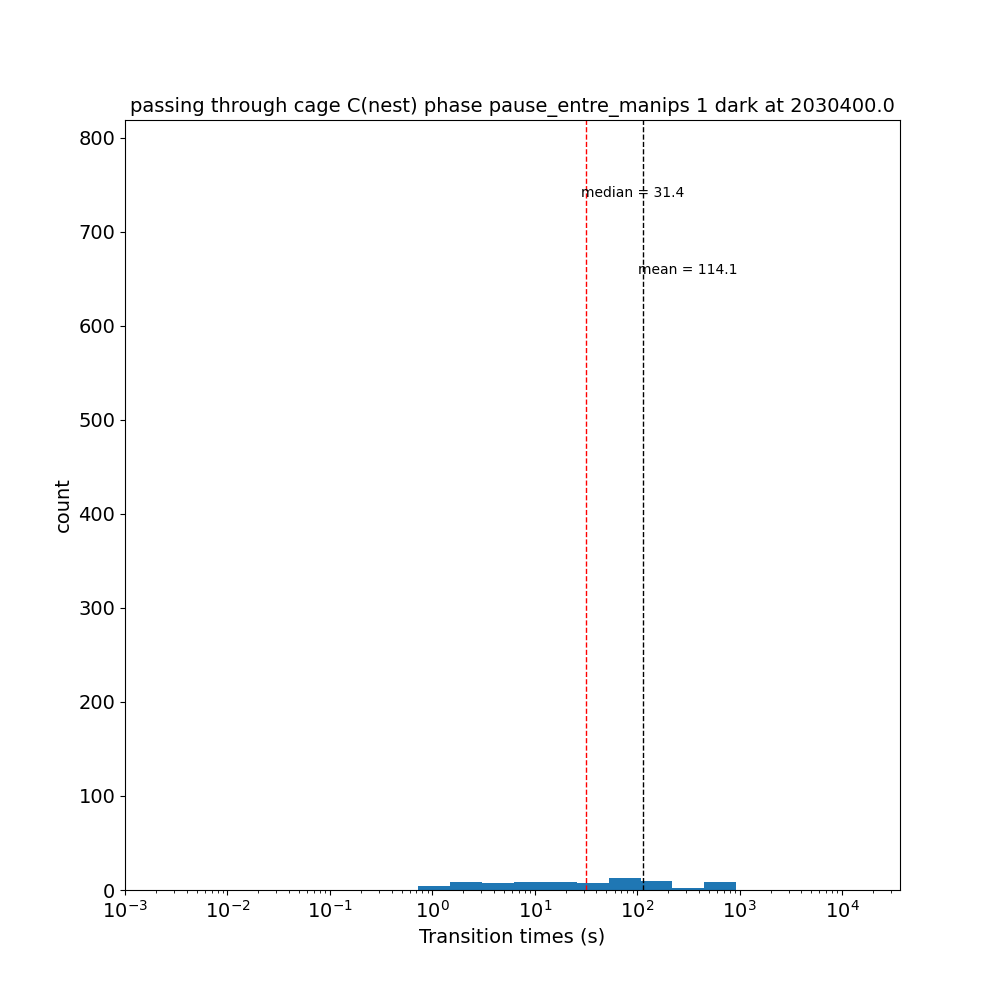 passing through cage C(nest) phase pause_entre_manips 1 dark at 2030400.0
800
median = 31.4
700
mean = 114.1
600
500
count
400
300
200
100
0
10⁻³ 10⁻² 10⁻¹ 10⁰ 10¹ 10² 10³ 10⁴
Transition times (s)